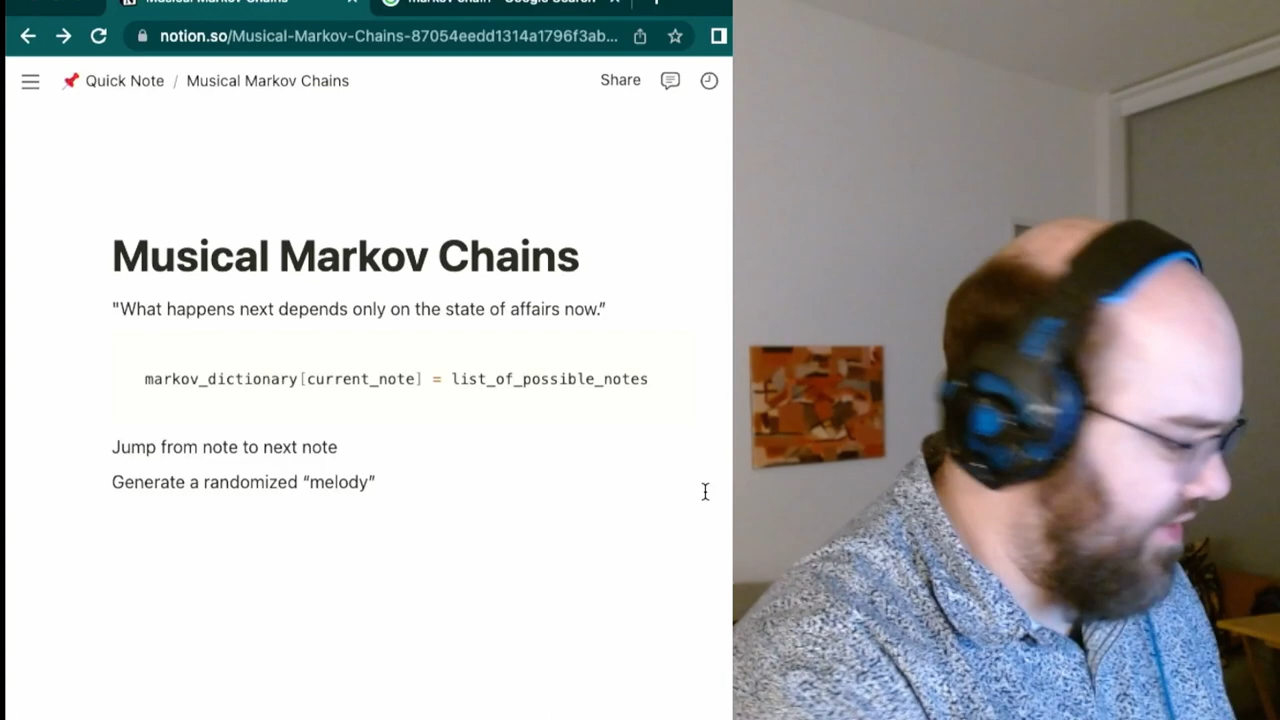 notion.so/Musical-Markov-Chains-87054eedd1314a1796f3ab...
Quick Note / Musical Markov Chains
Share
Musical Markov Chains
"What happens next depends only on the state of affairs now.”
markov_dictionary[current_note] = list_of_possible_notes
Jump from note to next note
Generate a randomized “melody”